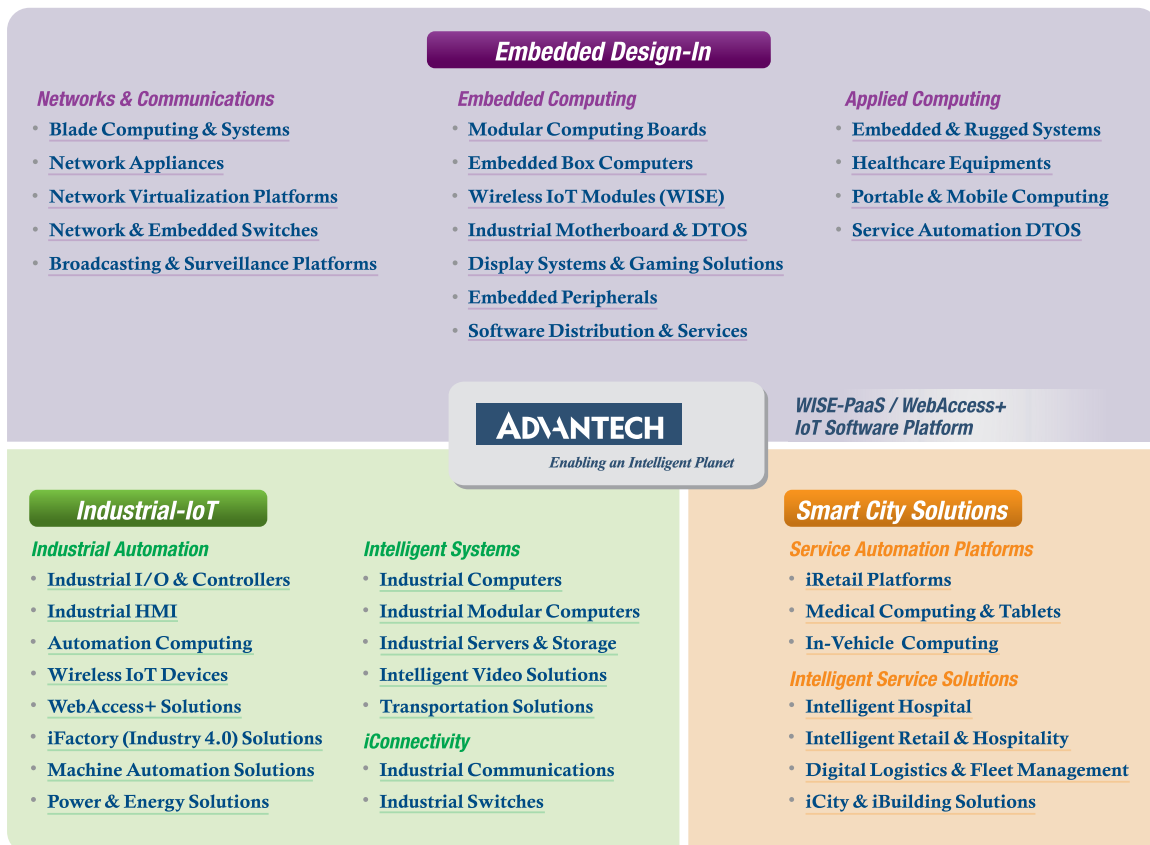 Embedded Design-In
Networks & Communications
• Blade Computing & Systems
• Network Appliances
• Network Virtualization Platforms
• Network & Embedded Switches
• Broadcasting & Surveillance Platforms
Embedded Computing
• Modular Computing Boards
• Embedded Box Computers
• Wireless IoT Modules (WISE)
• Industrial Motherboard & DTOS
• Display Systems & Gaming Solutions
• Embedded Peripherals
• Software Distribution & Services
Applied Computing
• Embedded & Rugged Systems
• Healthcare Equipments
• Portable & Mobile Computing
• Service Automation DTOS
ADVANTECH
Enabling an Intelligent Planet
WISE-PaaS / WebAccess+
IoT Software Platform
Industrial-IoT
Industrial Automation
• Industrial I/O & Controllers
• Industrial HMI
• Automation Computing
• Wireless IoT Devices
• WebAccess+ Solutions
• iFactory (Industry 4.0) Solutions
• Machine Automation Solutions
• Power & Energy Solutions
Intelligent Systems
• Industrial Computers
• Industrial Modular Computers
• Industrial Servers & Storage
• Intelligent Video Solutions
• Transportation Solutions
iConnectivity
• Industrial Communications
• Industrial Switches
Smart City Solutions
Service Automation Platforms
• iRetail Platforms
• Medical Computing & Tablets
• In-Vehicle Computing
Intelligent Service Solutions
• Intelligent Hospital
• Intelligent Retail & Hospitality
• Digital Logistics & Fleet Management
• iCity & iBuilding Solutions